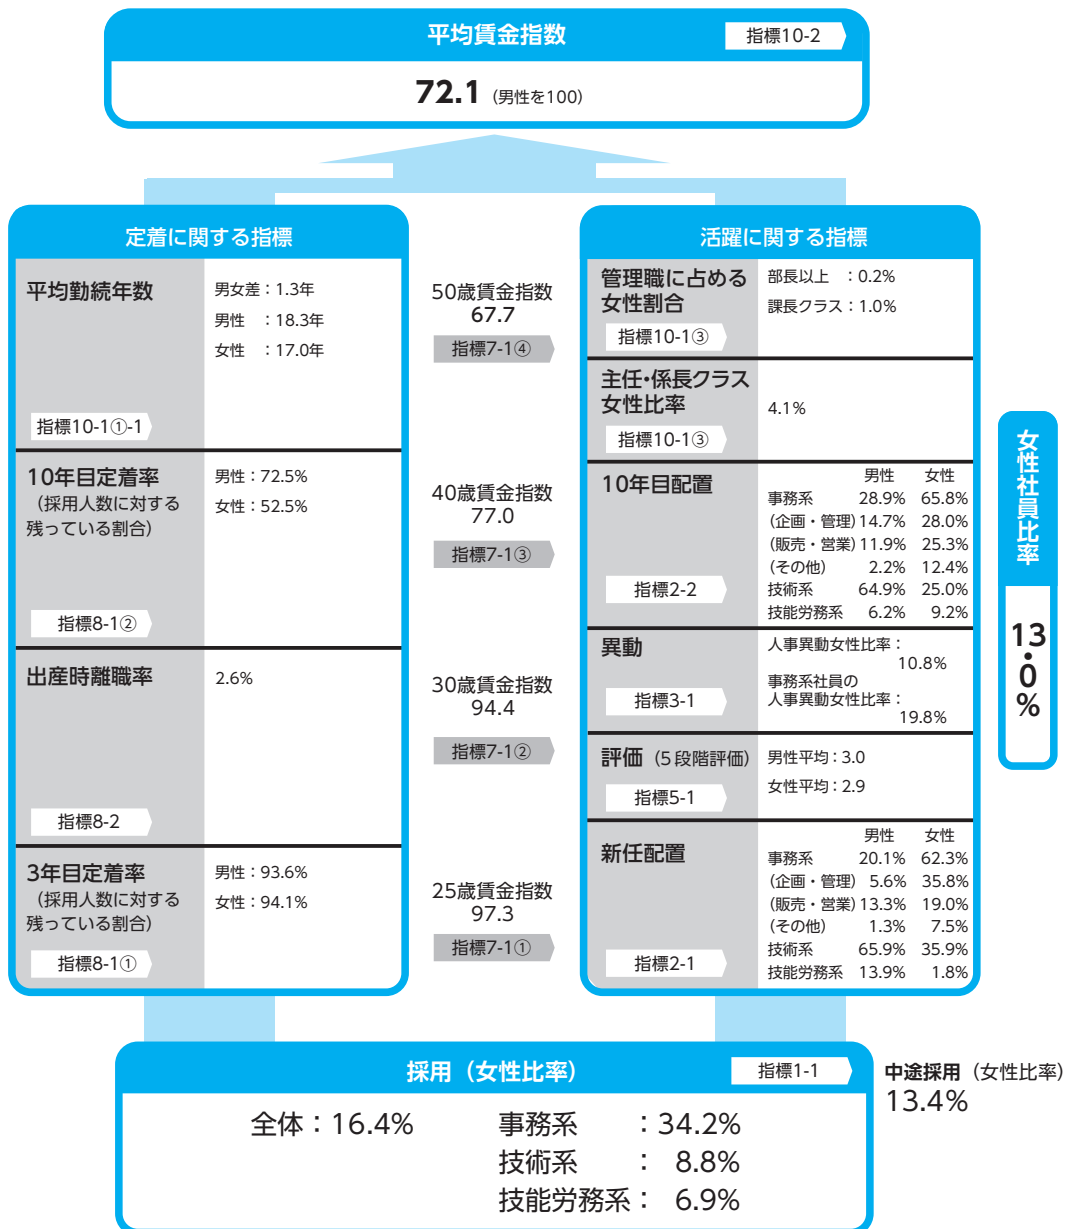 平均賃金指数
指標10-2
72.1 (男性を100)
定着に関する指標
平均勤続年数
男女差：1.3年
男性　：18.3年
女性　：17.0年
指標10-1①-1
10年目定着率
（採用人数に対する
残っている割合）
男性：72.5%
女性：52.5%
指標8-1②
出産時離職率
2.6%
指標8-2
3年目定着率
（採用人数に対する
残っている割合）
男性：93.6%
女性：94.1%
指標8-1①
50歳賃金指数
67.7
指標7-1④
40歳賃金指数
77.0
指標7-1③
30歳賃金指数
94.4
指標7-1②
25歳賃金指数
97.3
指標7-1①
活躍に関する指標
管理職に占める
女性割合
部長以上　：0.2%
課長クラス：1.0%
指標10-1③
主任・係長クラス
女性比率
4.1%
指標10-1③
10年目配置
男性　女性
事務系　28.9%　65.8%
(企画・管理) 14.7%　28.0%
(販売・営業) 11.9%　25.3%
(その他)　2.2%　12.4%
技術系　64.9%　25.0%
技能労務系　6.2%　9.2%
指標2-2
異動
人事異動女性比率：
10.8%
事務系社員の
人事異動女性比率：
19.8%
指標3-1
評価（5段階評価）
男性平均：3.0
女性平均：2.9
指標5-1
新任配置
男性　女性
事務系　20.1%　62.3%
(企画・管理)　5.6%　35.8%
(販売・営業) 13.3%　19.0%
(その他)　1.3%　7.5%
技術系　65.9%　35.9%
技能労務系　13.9%　1.8%
指標2-1
女性社員比率
13.0%
採用（女性比率）
指標1-1
全体：16.4%
事務系　　：34.2%
技術系　　：　8.8%
技能労務系：　6.9%
中途採用（女性比率）
13.4%